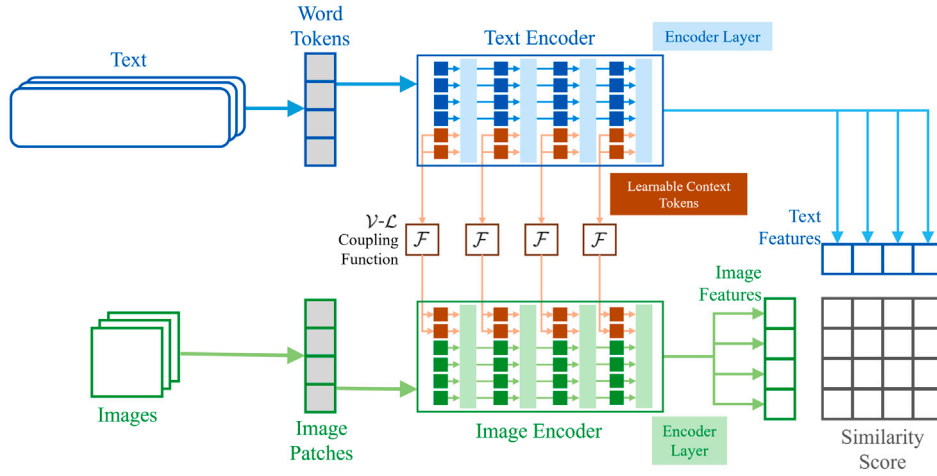 Word
Tokens
Text Encoder
Encoder Layer
Text
Learnable Context
Tokens
𝒱-ℒ
Coupling
Function
ℱ
ℱ
ℱ
ℱ
Text
Features
Image
Features
Images
Image
Patches
Image Encoder
Encoder
Layer
Similarity
Score